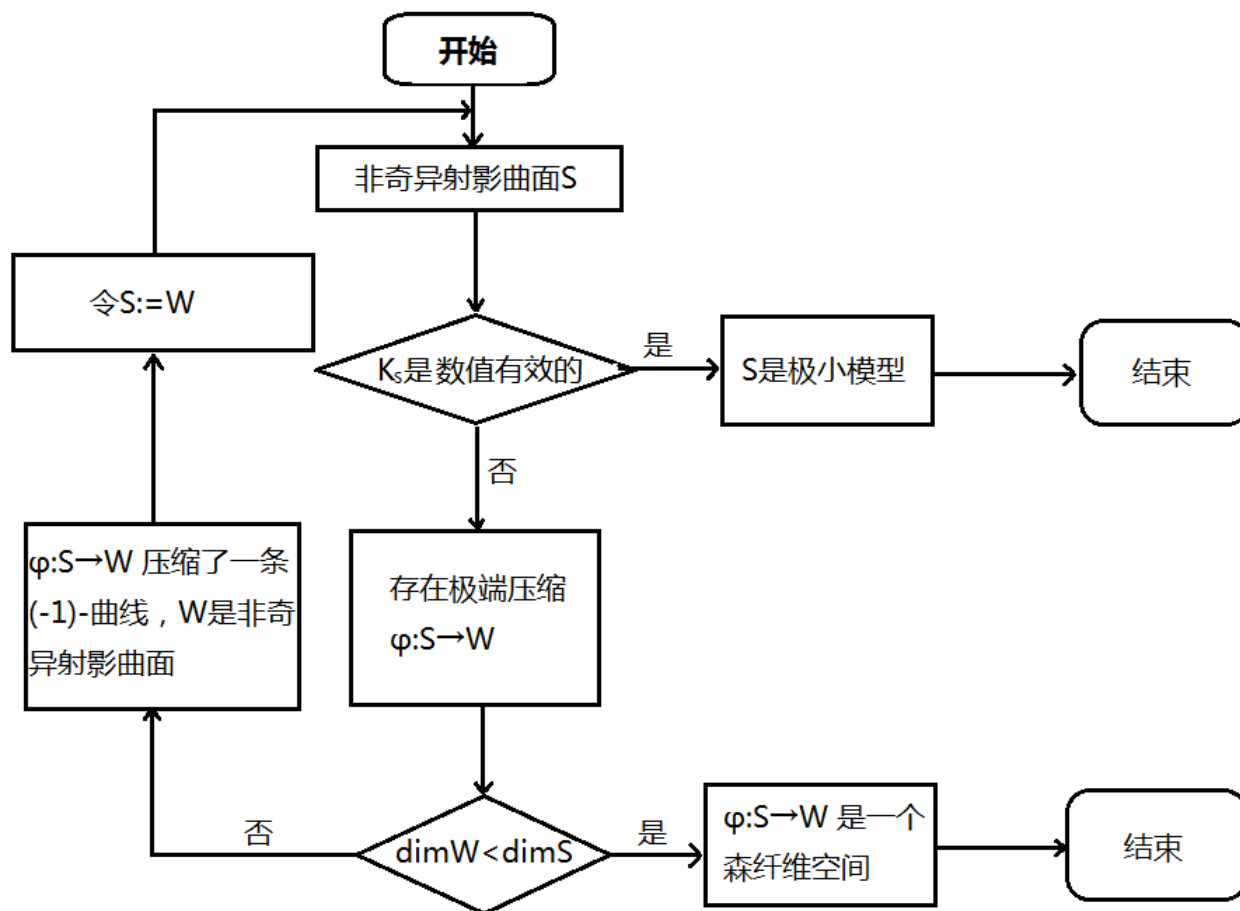 开始
非奇异射影曲面S
令S:=W
Kₛ是数值有效的
是
S是极小模型
结束
否
φ:S→W 压缩了一条
(-1)-曲线，W是非奇
异射影曲面
存在极端压缩
φ:S→W
否
dimW<dimS
是
φ:S→W 是一个
森纤维空间
结束